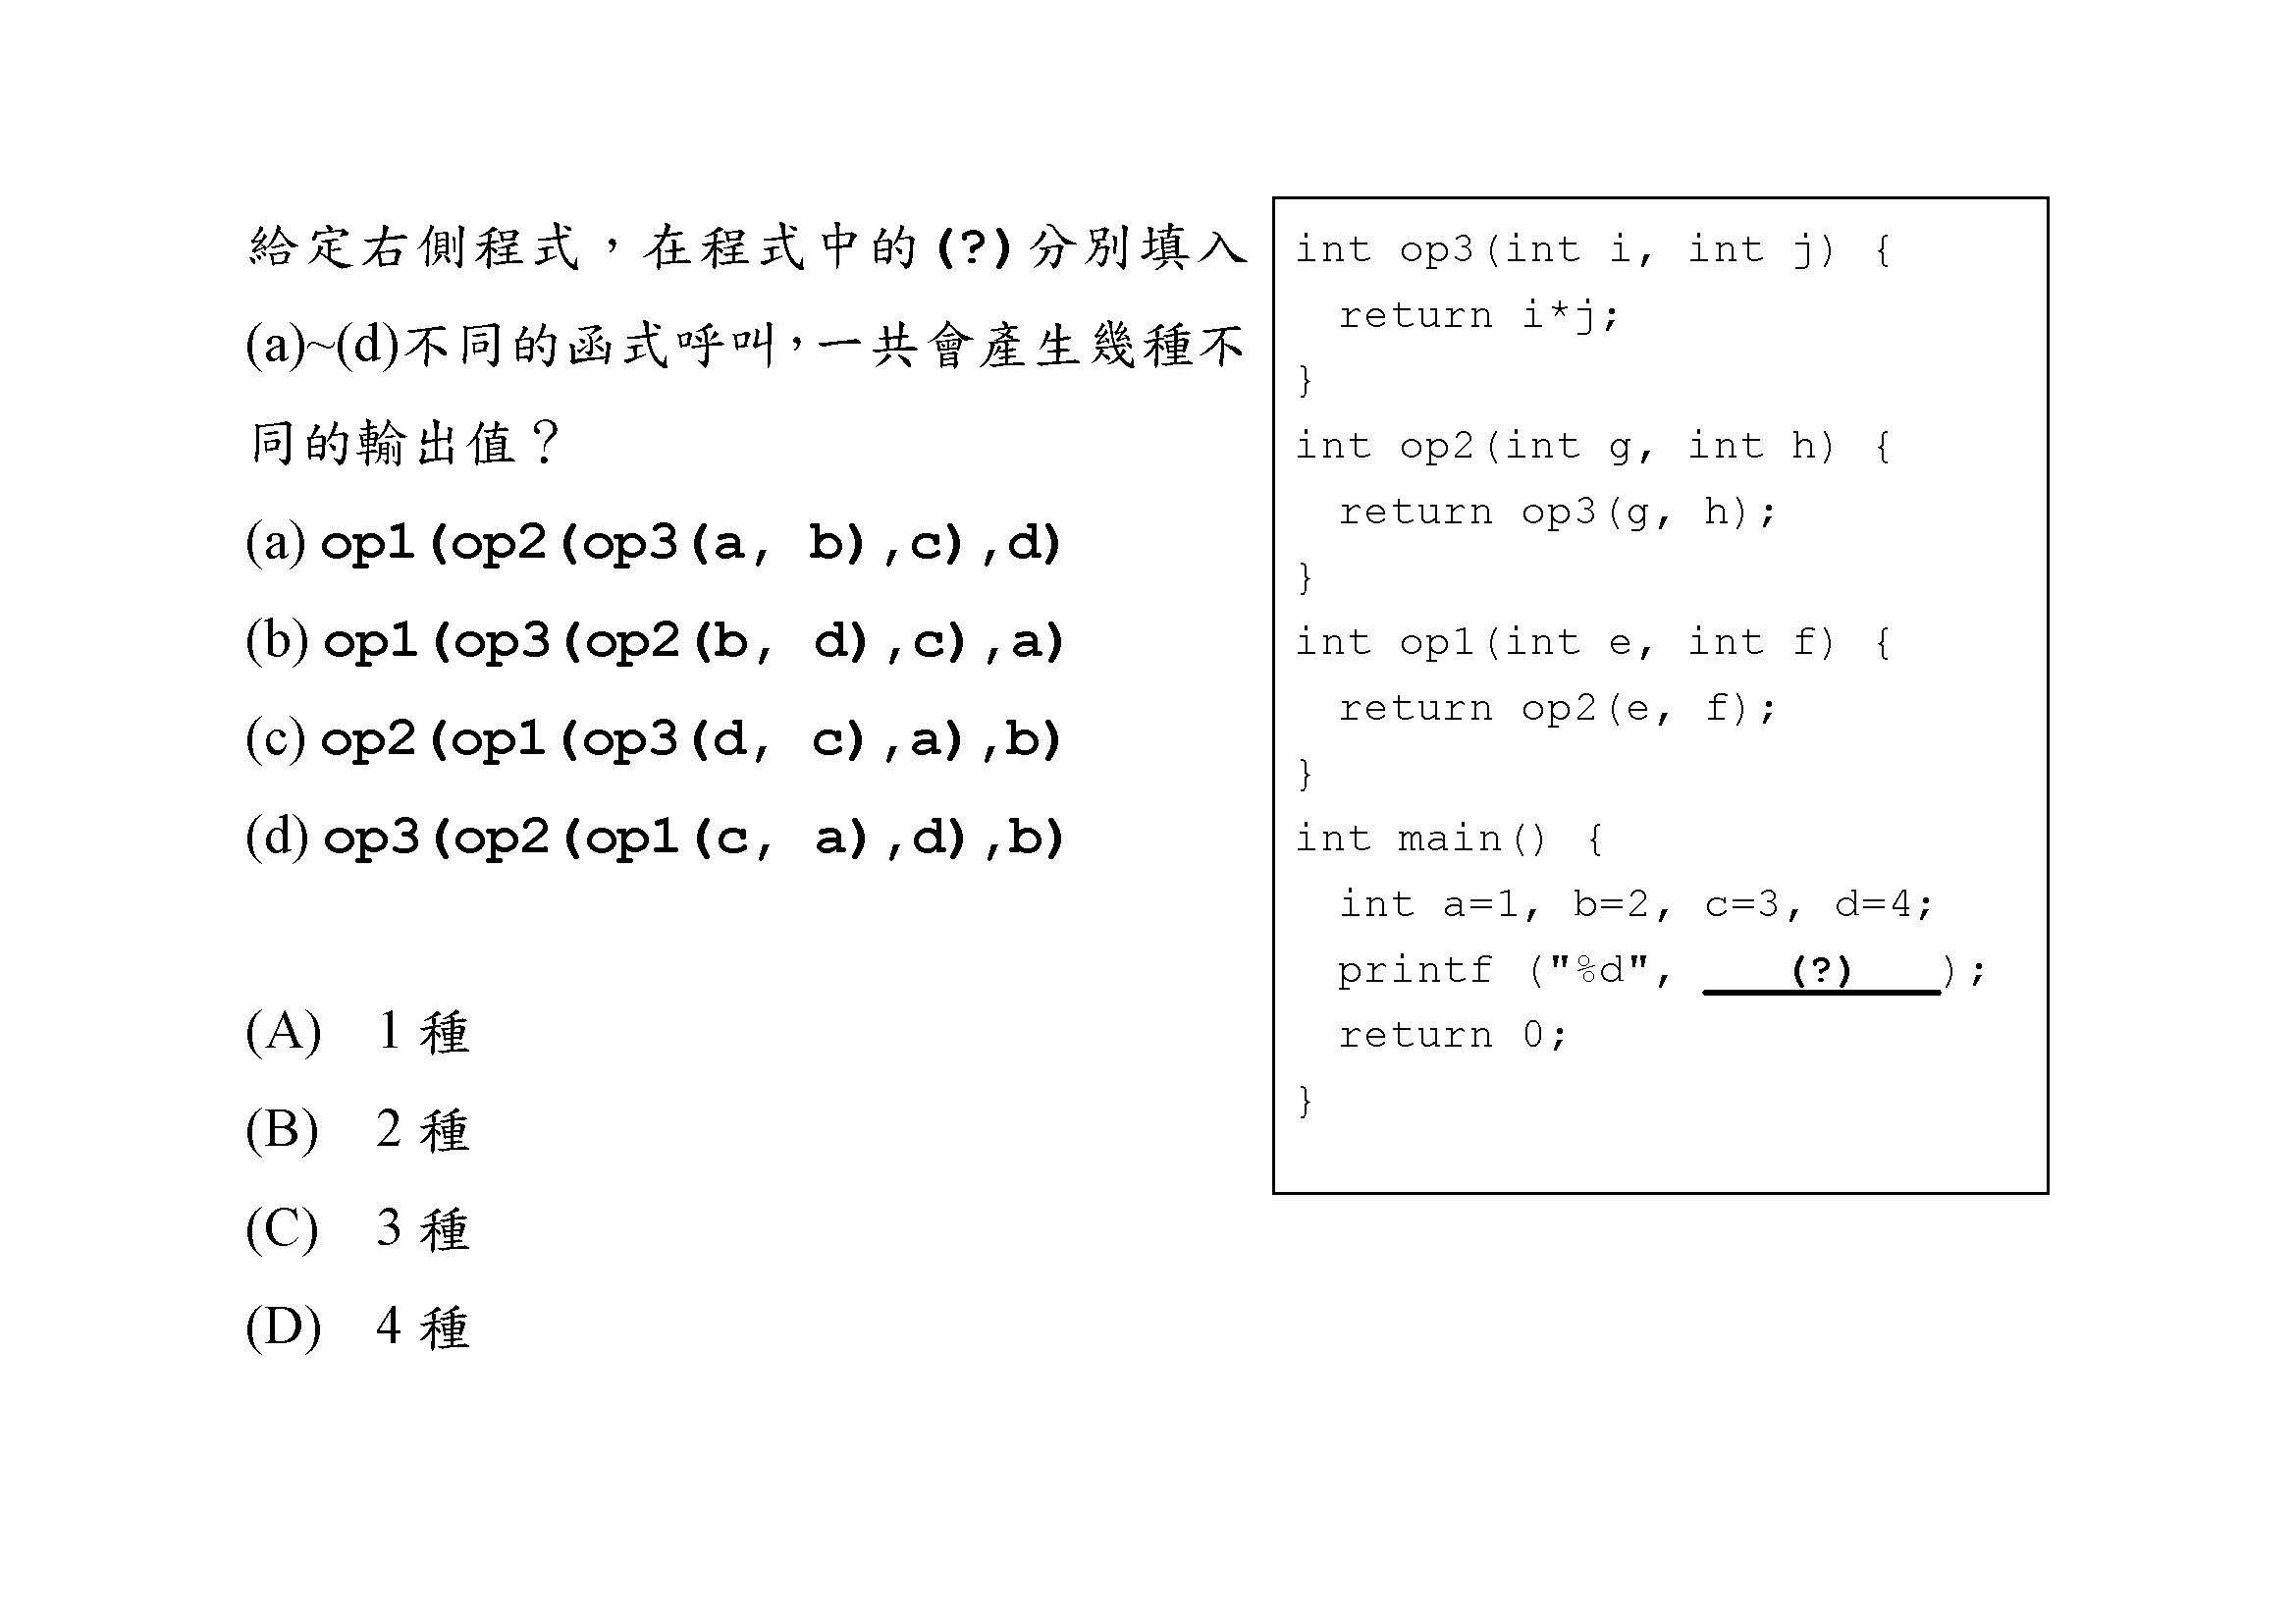 給定右側程式，在程式中的(?)分別填入
(a)~(d)不同的函式呼叫，一共會產生幾種不
同的輸出值？
(a) op1(op2(op3(a, b),c),d)
(b) op1(op3(op2(b, d),c),a)
(c) op2(op1(op3(d, c),a),b)
(d) op3(op2(op1(c, a),d),b)
(A) 1 種
(B) 2 種
(C) 3 種
(D) 4 種
int op3(int i, int j) {
return i*j;
}
int op2(int g, int h) {
return op3(g, h);
}
int op1(int e, int f) {
return op2(e, f);
}
int main() {
int a=1, b=2, c=3, d=4;
printf ("%d", (?));
return 0;
}